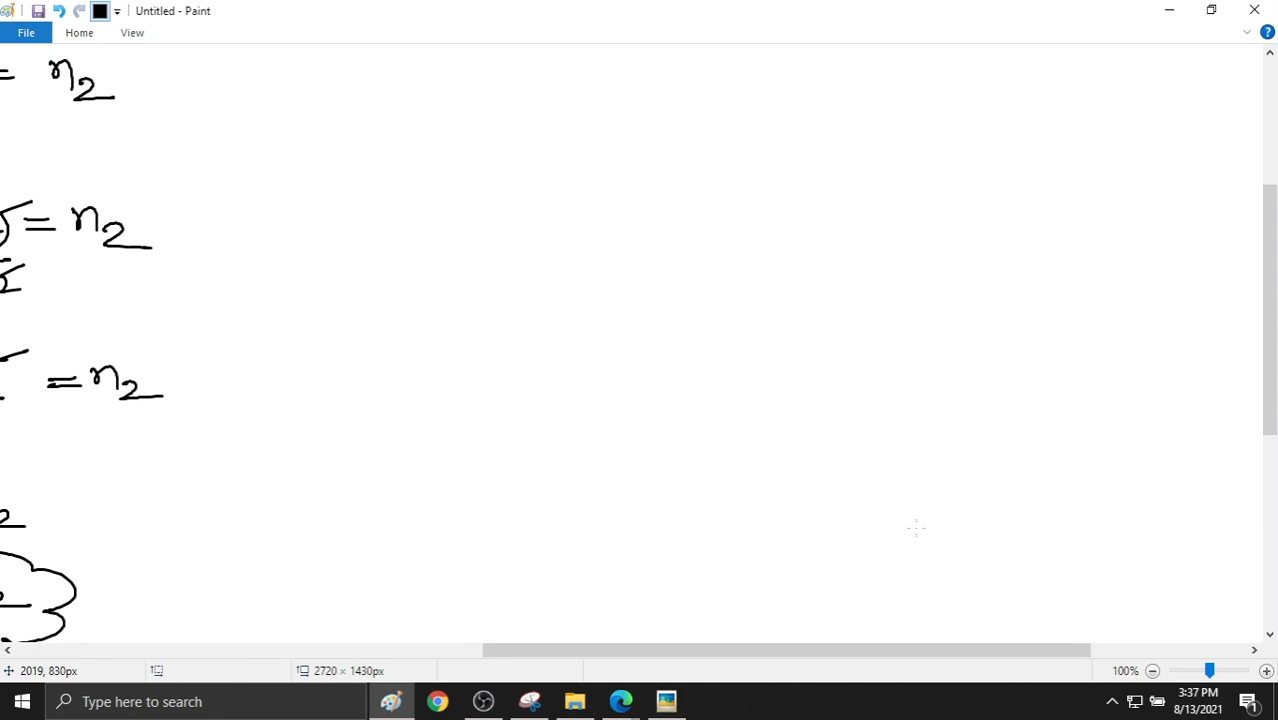 Untitled - Paint
File Home View
= n2
= n2
= n2
2019, 830px
2720 × 1430px
100%
Type here to search
3:37 PM
8/13/2021
1